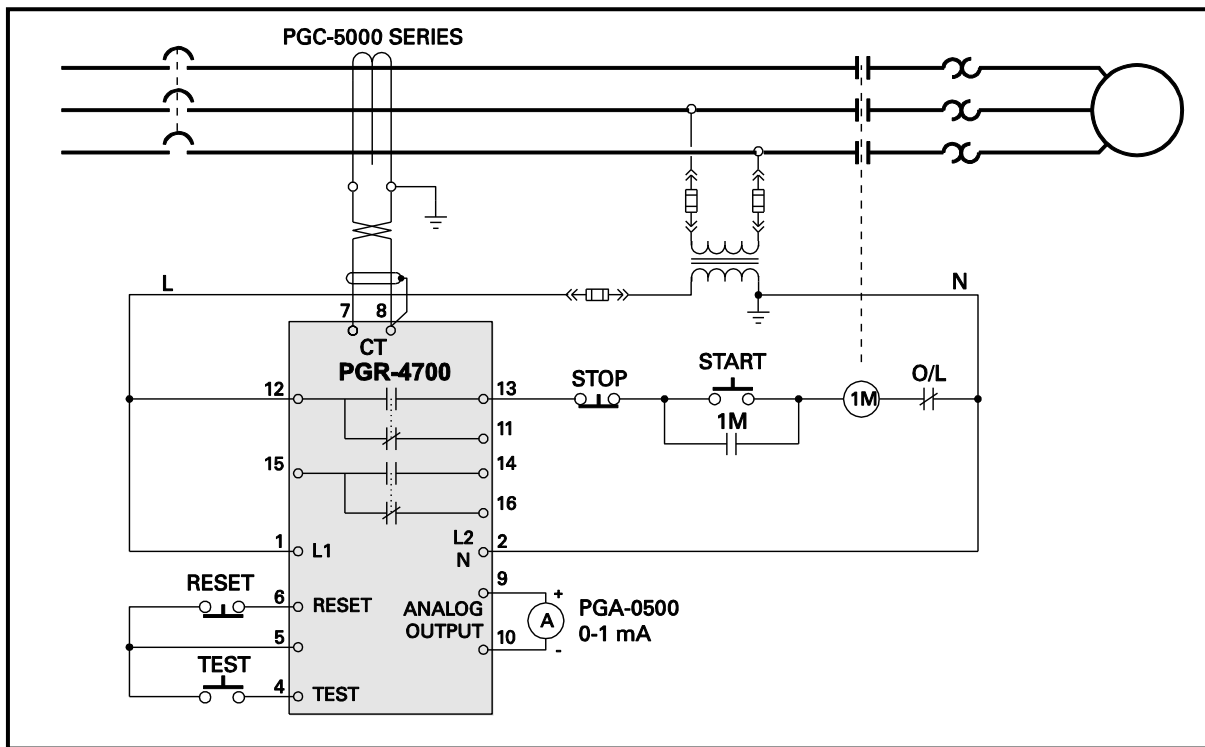 PGC-5000 SERIES
L
N
7
8
CT
PGR-4700
12
13
STOP
START
1M
1M
O/L
11
15
14
16
1
L1
L2
N
2
RESET
6
RESET
9
+
ANALOG
OUTPUT
A
PGA-0500
0-1 mA
5
10
-
TEST
4
TEST